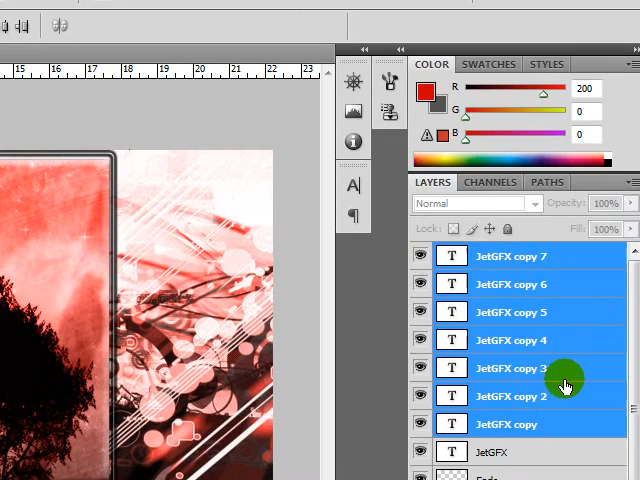 15 16 17 18 19 20 21 22 23
COLOR SWATCHES STYLES
R 200
G 0
B 0
LAYERS CHANNELS PATHS
Normal Opacity: 100%
Lock: Fill: 100%
T JetGFX copy 7
T JetGFX copy 6
T JetGFX copy 5
T JetGFX copy 4
T JetGFX copy 3
T JetGFX copy 2
T JetGFX copy
T JetGFX
Fade
A